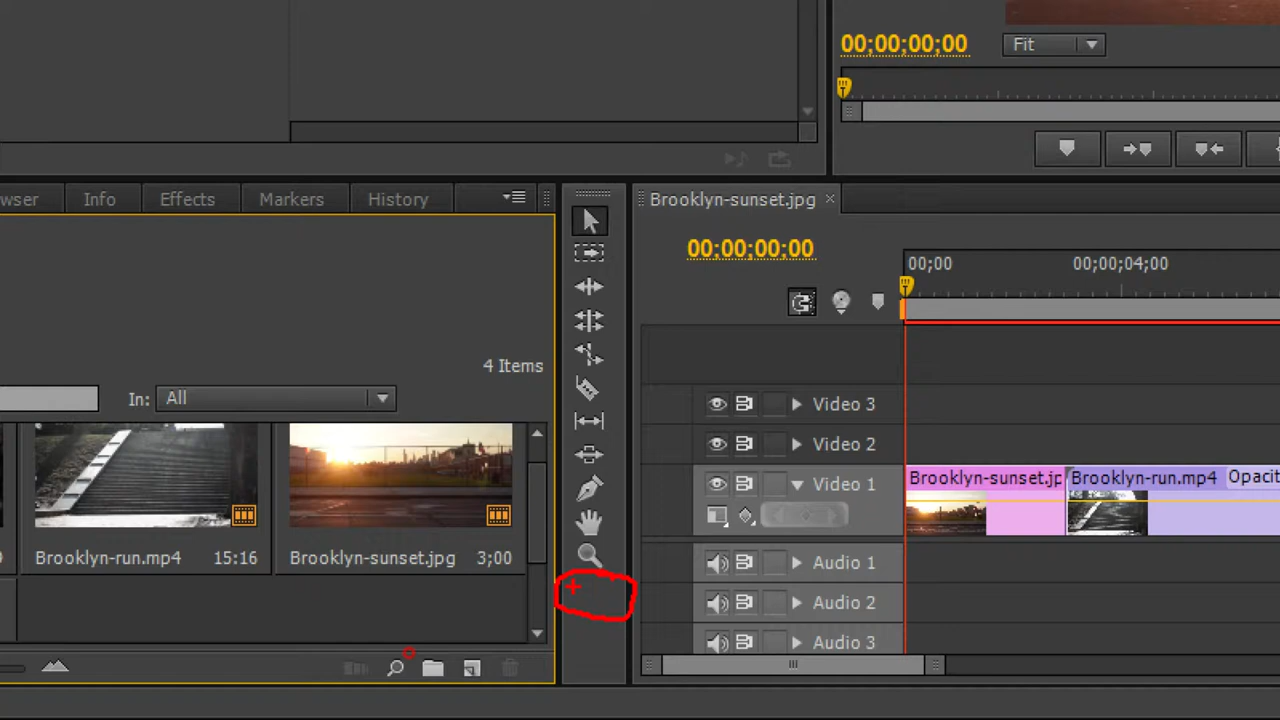 00;00;00;00
Fit
wser
Info
Effects
Markers
History
Brooklyn-sunset.jpg
00;00;00;00
00;00
00;00;04;00
4 Items
In:
All
Video 3
Video 2
Video 1
Brooklyn-sunset.jp
Brooklyn-run.mp4
Opacit
Brooklyn-run.mp4
15:16
Brooklyn-sunset.jpg
3;00
Audio 1
Audio 2
Audio 3